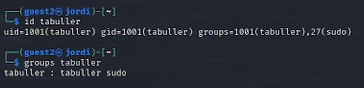 ┌──(guest2㉿jordi)-[~]
└─$ id tabuller
uid=1001(tabuller) gid=1001(tabuller) groups=1001(tabuller),27(sudo)
┌──(guest2㉿jordi)-[~]
└─$ groups tabuller
tabuller : tabuller sudo